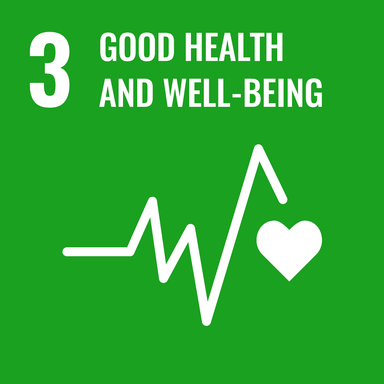 3 GOOD HEALTH
AND WELL-BEING